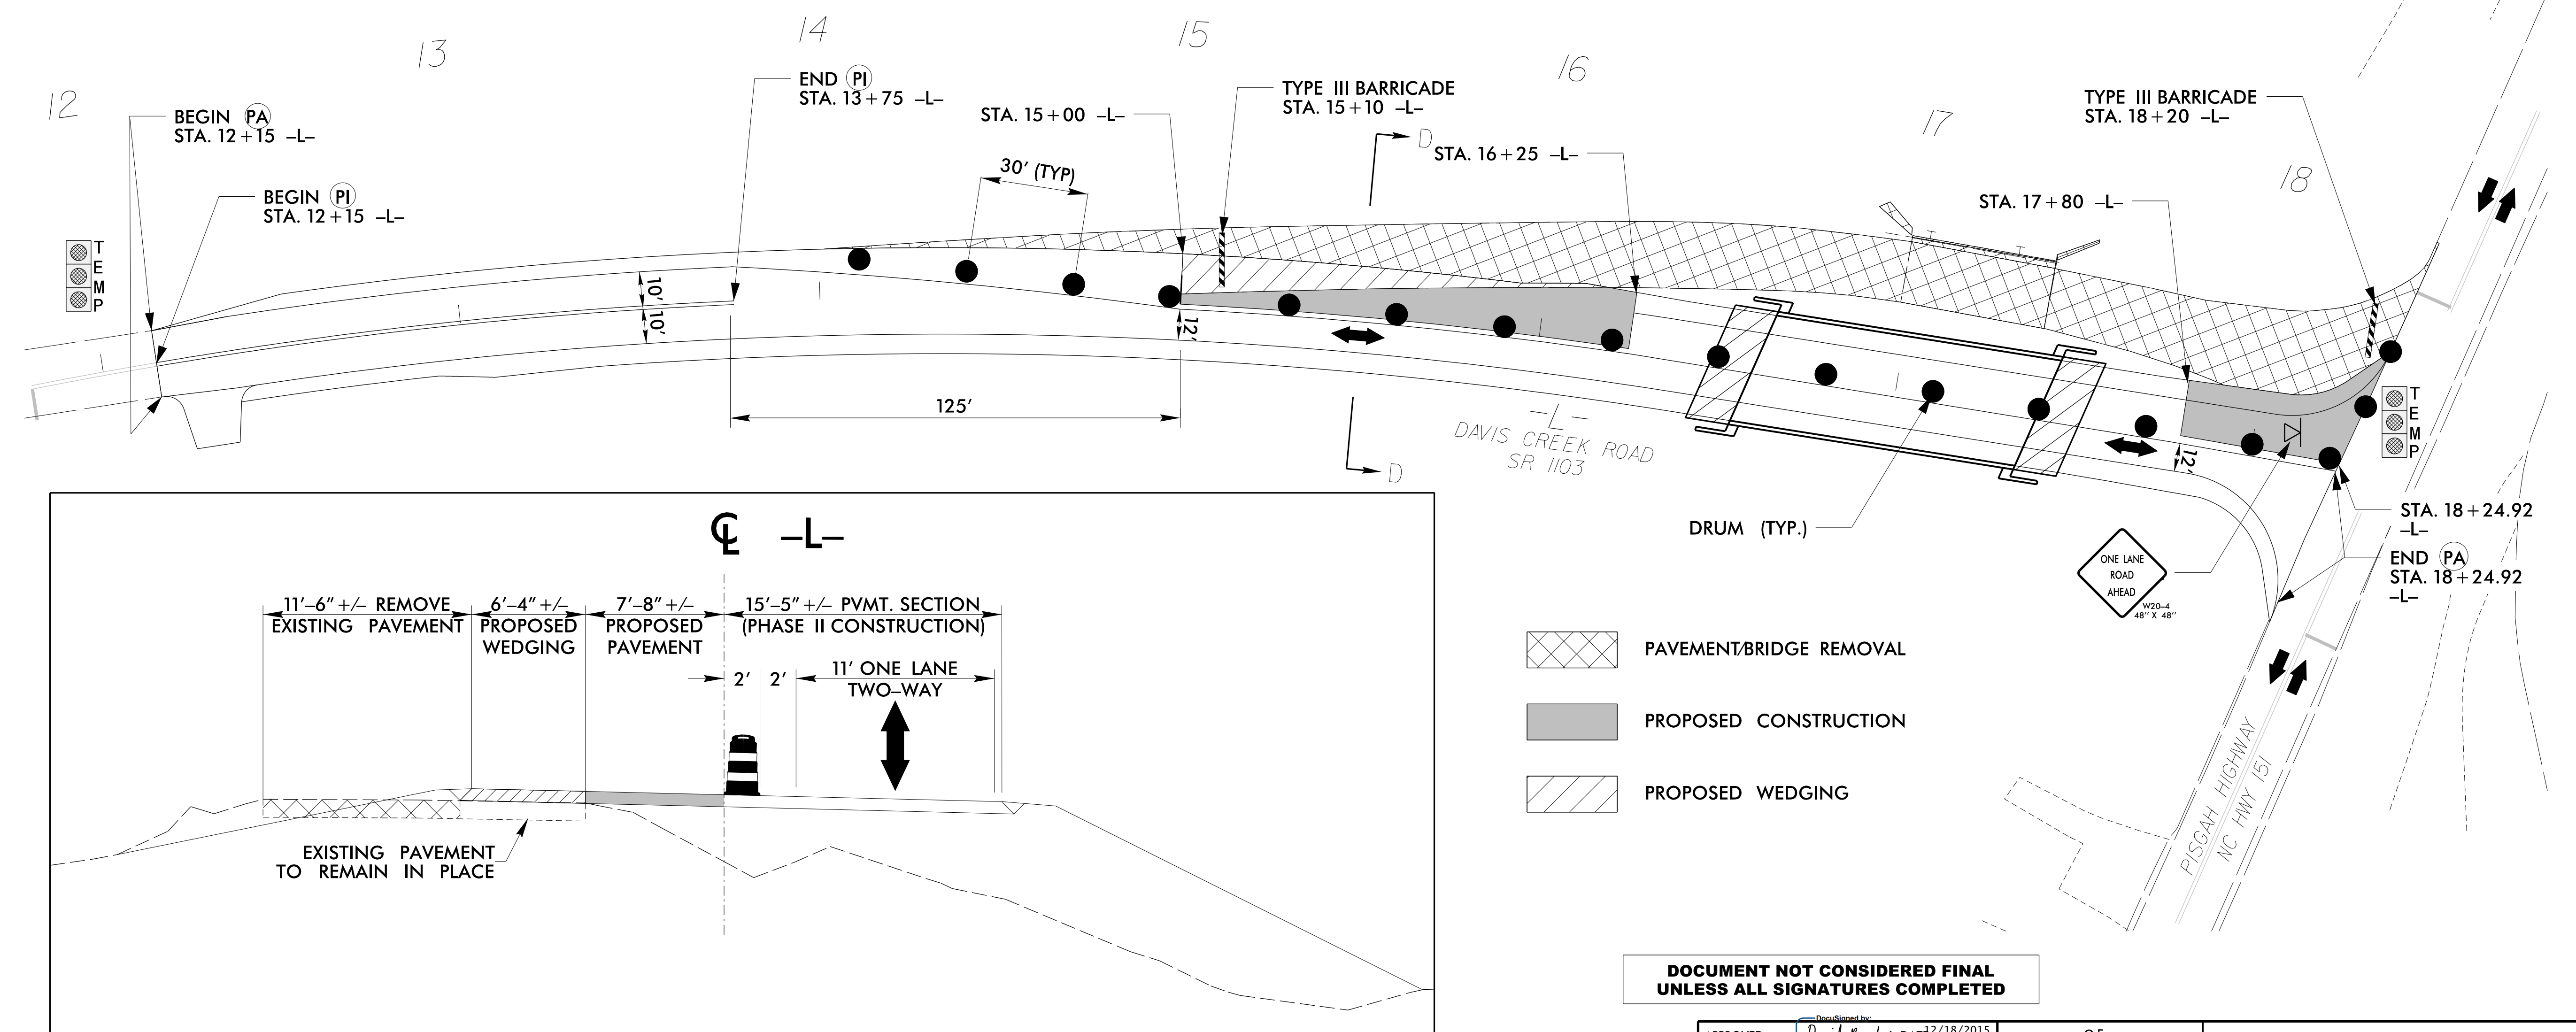 12
13
14
15
16
17
18
BEGIN PA
STA. 12+15 –L–
BEGIN PI
STA. 12+15 –L–
END PI
STA. 13+75 –L–
STA. 15+00 –L–
30' (TYP)
TYPE III BARRICADE
STA. 15+10 –L–
D
STA. 16+25 –L–
STA. 17+80 –L–
TYPE III BARRICADE
STA. 18+20 –L–
TEMP
10'
10'
12'
125'
D
–L–
DAVIS CREEK ROAD
SR 1103
12'
TEMP
DRUM (TYP.)
STA. 18+24.92
–L–
END PA
STA. 18+24.92
–L–
ONE LANE
ROAD
AHEAD
W20–4
48" X 48"
℄ –L–
11'–6" +/– REMOVE
EXISTING PAVEMENT
6'–4" +/–
PROPOSED
WEDGING
7'–8" +/–
PROPOSED
PAVEMENT
15'–5" +/– PVMT. SECTION
(PHASE II CONSTRUCTION)
2'
2'
11' ONE LANE
TWO–WAY
EXISTING PAVEMENT
TO REMAIN IN PLACE
PAVEMENT/BRIDGE REMOVAL
PROPOSED CONSTRUCTION
PROPOSED WEDGING
PISGAH HIGHWAY
NC HWY 151
DOCUMENT NOT CONSIDERED FINAL
UNLESS ALL SIGNATURES COMPLETED
DocuSigned by:
12/18/2015